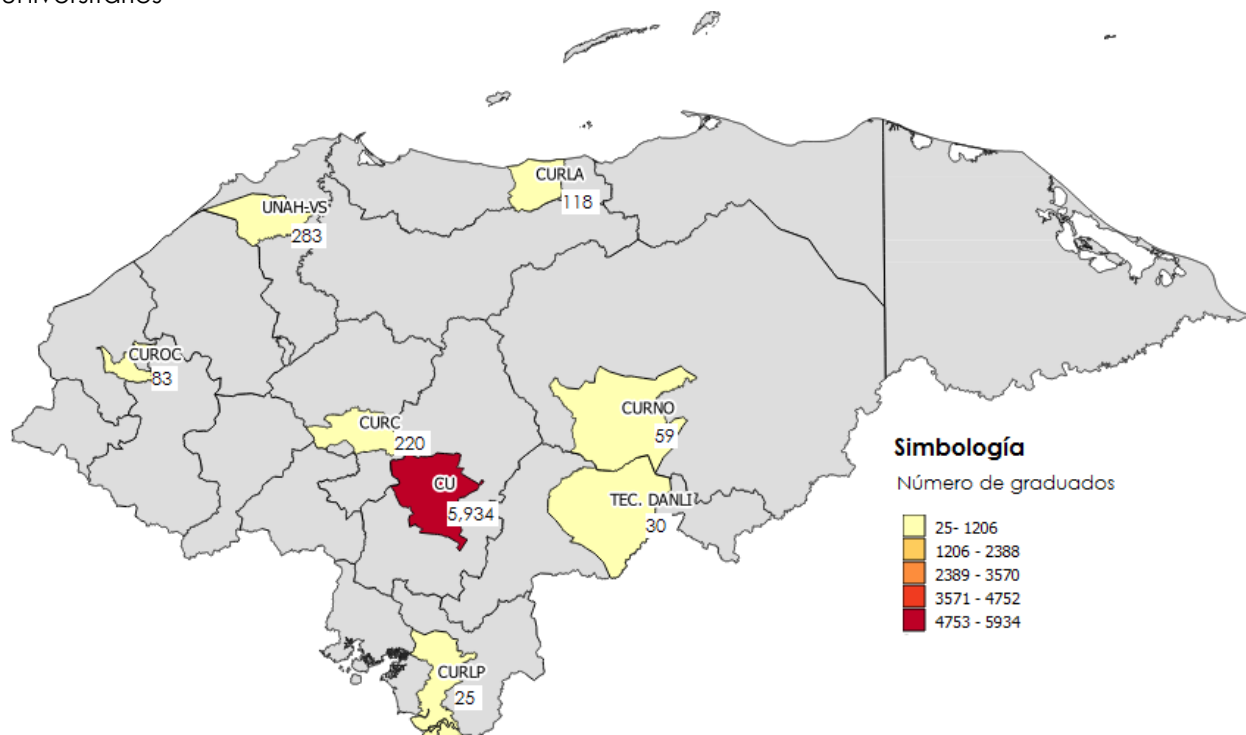 CURLA
118
UNAH-VS
283
CUROC
83
CURC
220
CURNO
59
CU
5,934
TEC. DANLI
30
CURLP
25
Simbología
Número de graduados
25- 1206
1206 - 2388
2389 - 3570
3571 - 4752
4753 - 5934